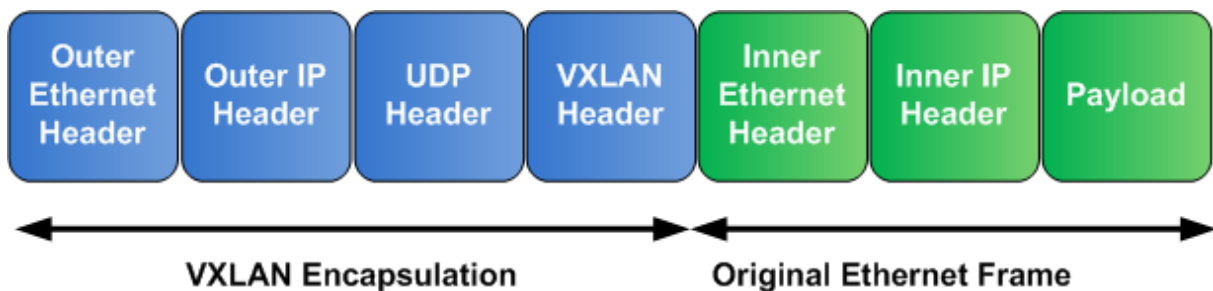 Outer
Ethernet
Header
Outer IP
Header
UDP
Header
VXLAN
Header
Inner
Ethernet
Header
Inner IP
Header
Payload
VXLAN Encapsulation
Original Ethernet Frame